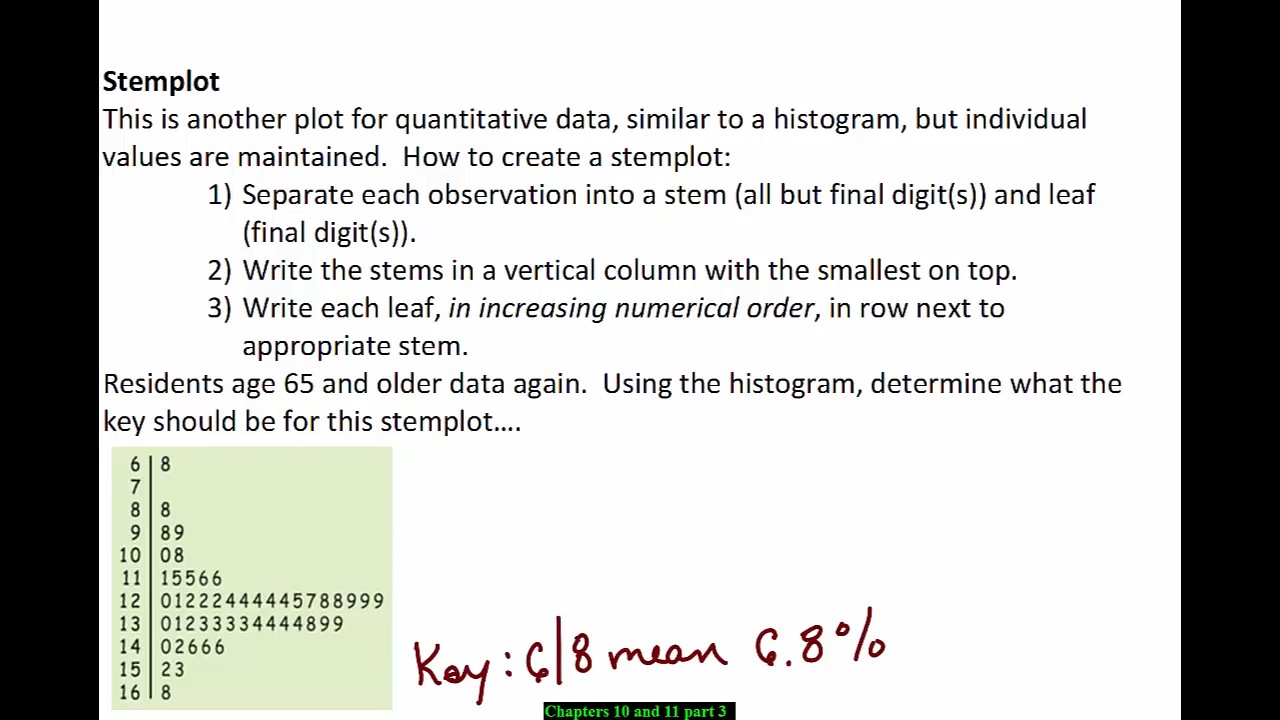 Stemplot
This is another plot for quantitative data, similar to a histogram, but individual
values are maintained.  How to create a stemplot:
1) Separate each observation into a stem (all but final digit(s)) and leaf
(final digit(s)).
2) Write the stems in a vertical column with the smallest on top.
3) Write each leaf, in increasing numerical order, in row next to
appropriate stem.
Residents age 65 and older data again.  Using the histogram, determine what the
key should be for this stemplot....
6 | 8
7 |
8 | 8
9 | 89
10 | 08
11 | 15566
12 | 01222444445788999
13 | 01233334444899
14 | 02666
15 | 23
16 | 8
Key: 6|8 mean 6.8%
Chapters 10 and 11 part 3